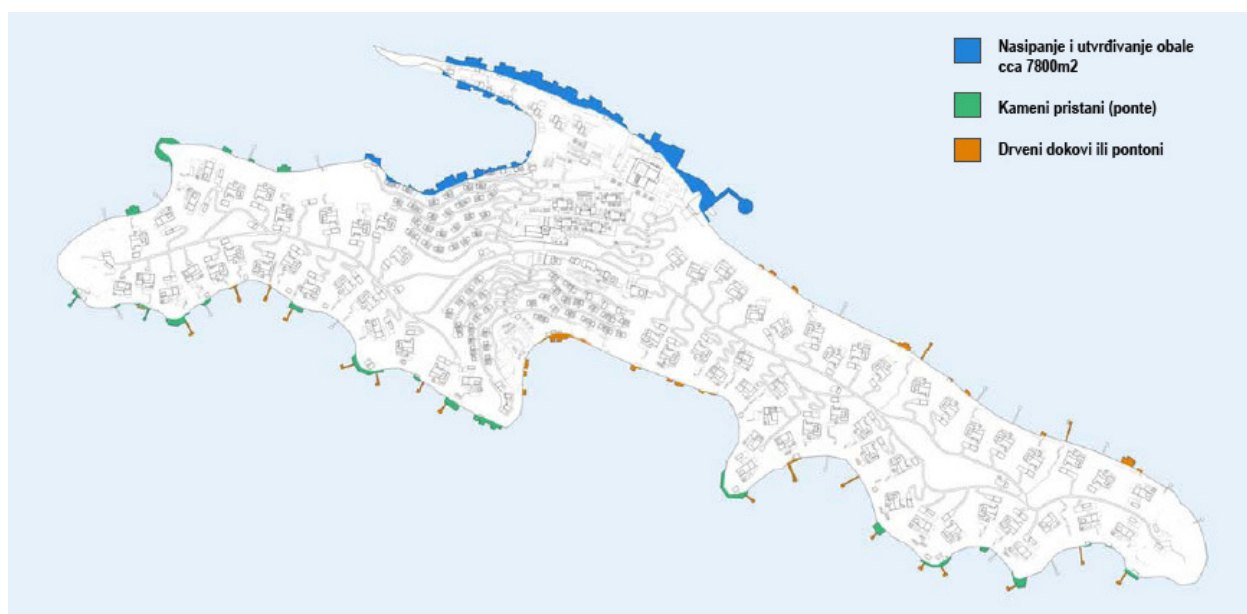 Nasipanje i utvrđivanje obale
cca 7800m2
Kameni pristani (ponte)
Drveni dokovi ili pontoni